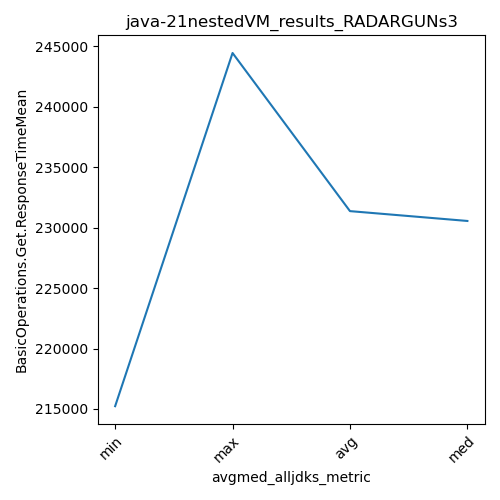 java-21nestedVM_results_RADARGUNs3
BasicOperations.Get.ResponseTimeMean
245000
240000
235000
230000
225000
220000
215000
min
max
avg
med
avgmed_alljdks_metric